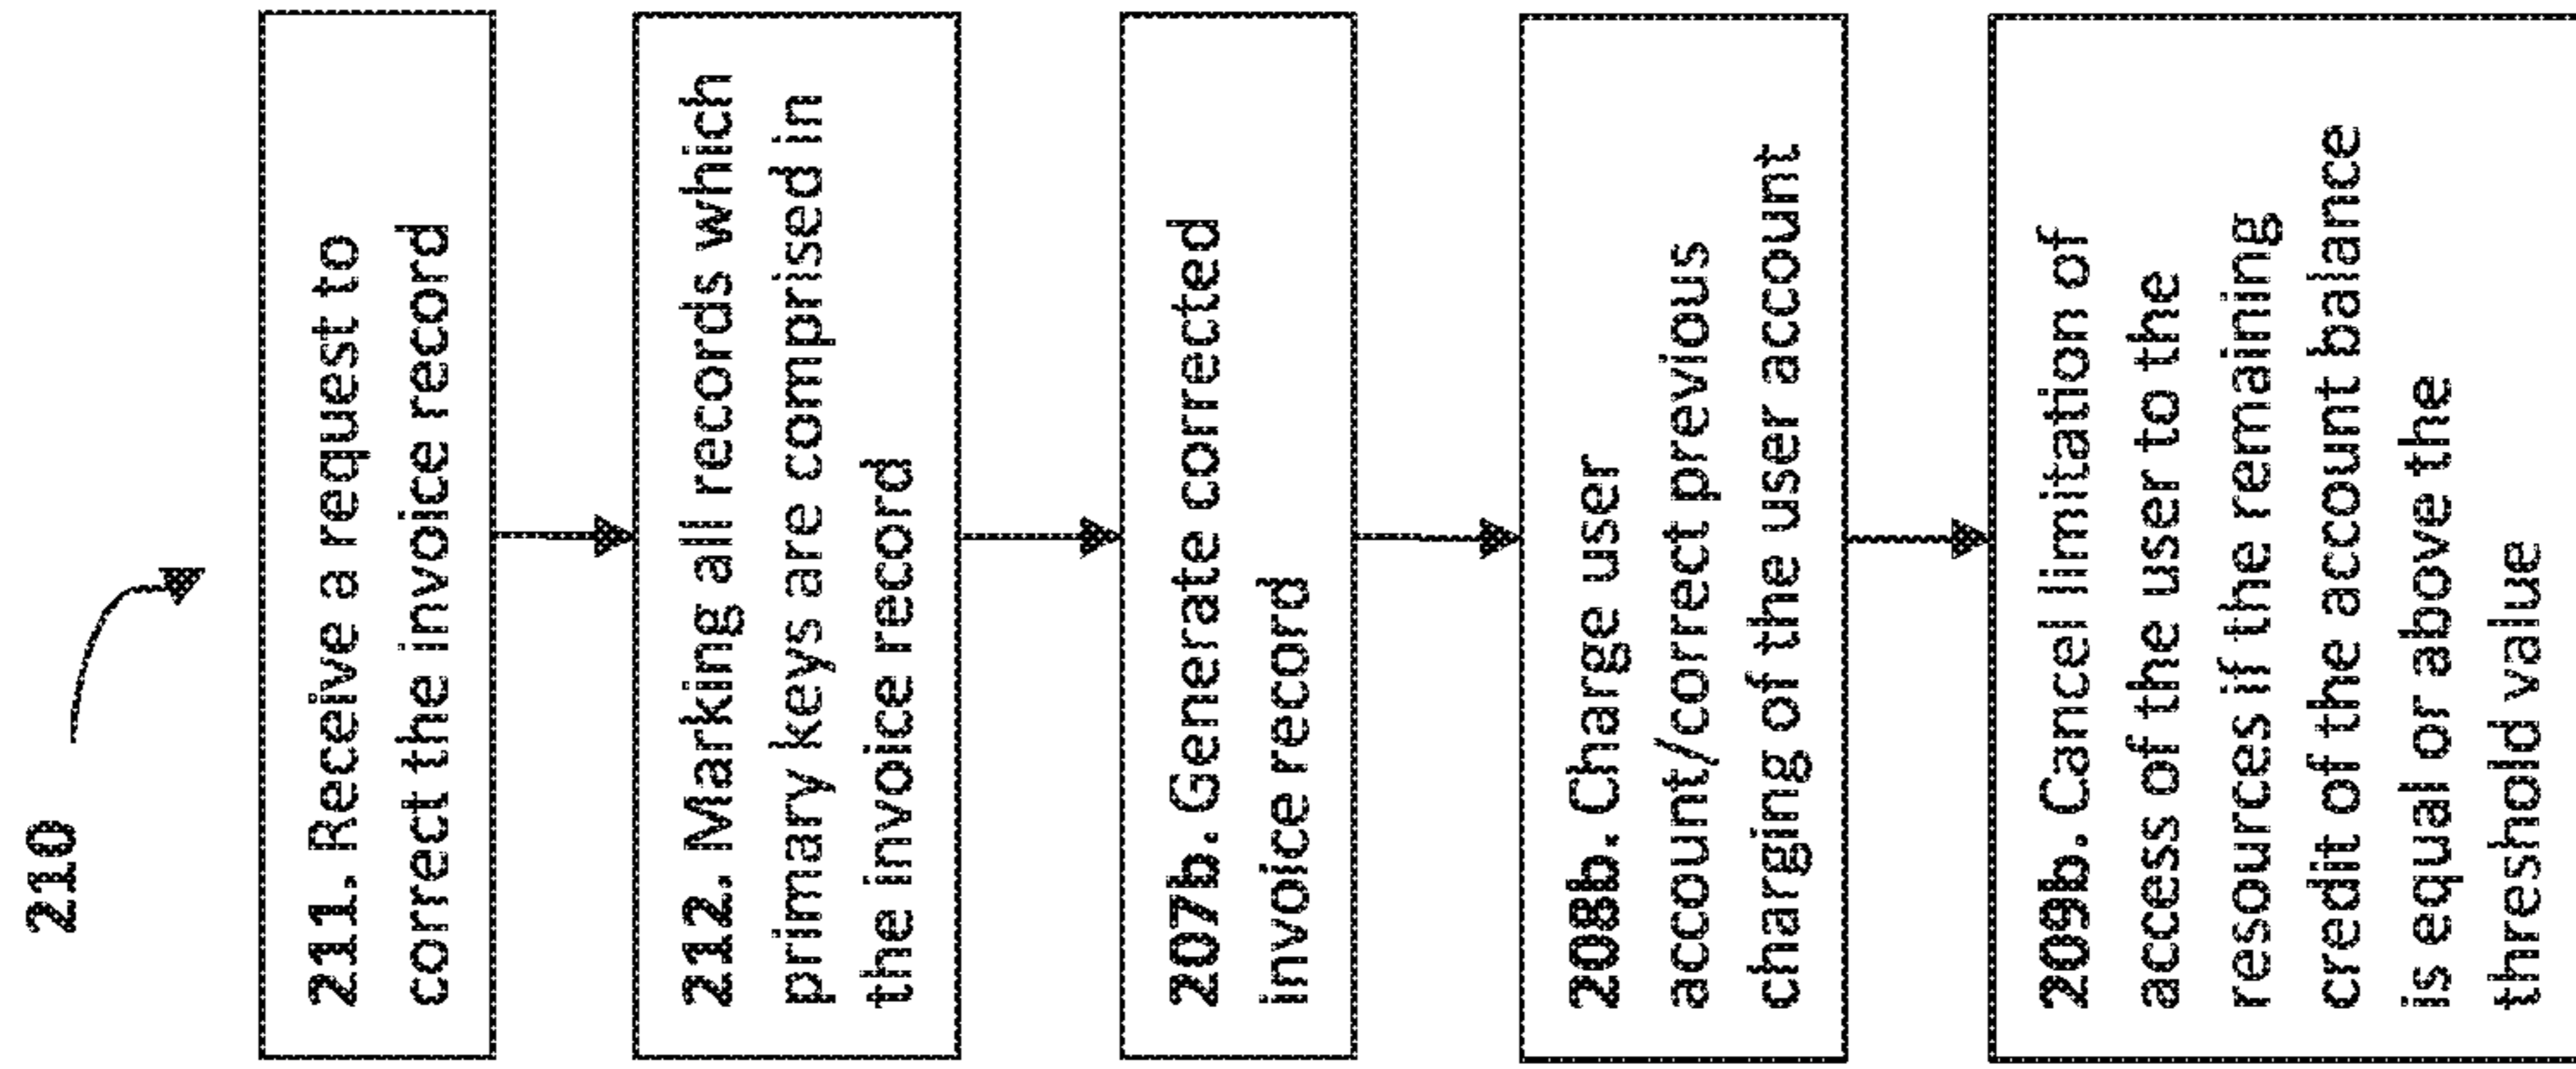 210
211. Receive a request to
correct the invoice record
212. Marking all records which
primary keys are comprised in
the invoice record
207b. Generate corrected
invoice record
208b. Charge user
account/correct previous
charging of the user account
209b. Cancel limitation of
access of the user to the
resources if the remaining
credit of the account balance
is equal or above the
threshold value